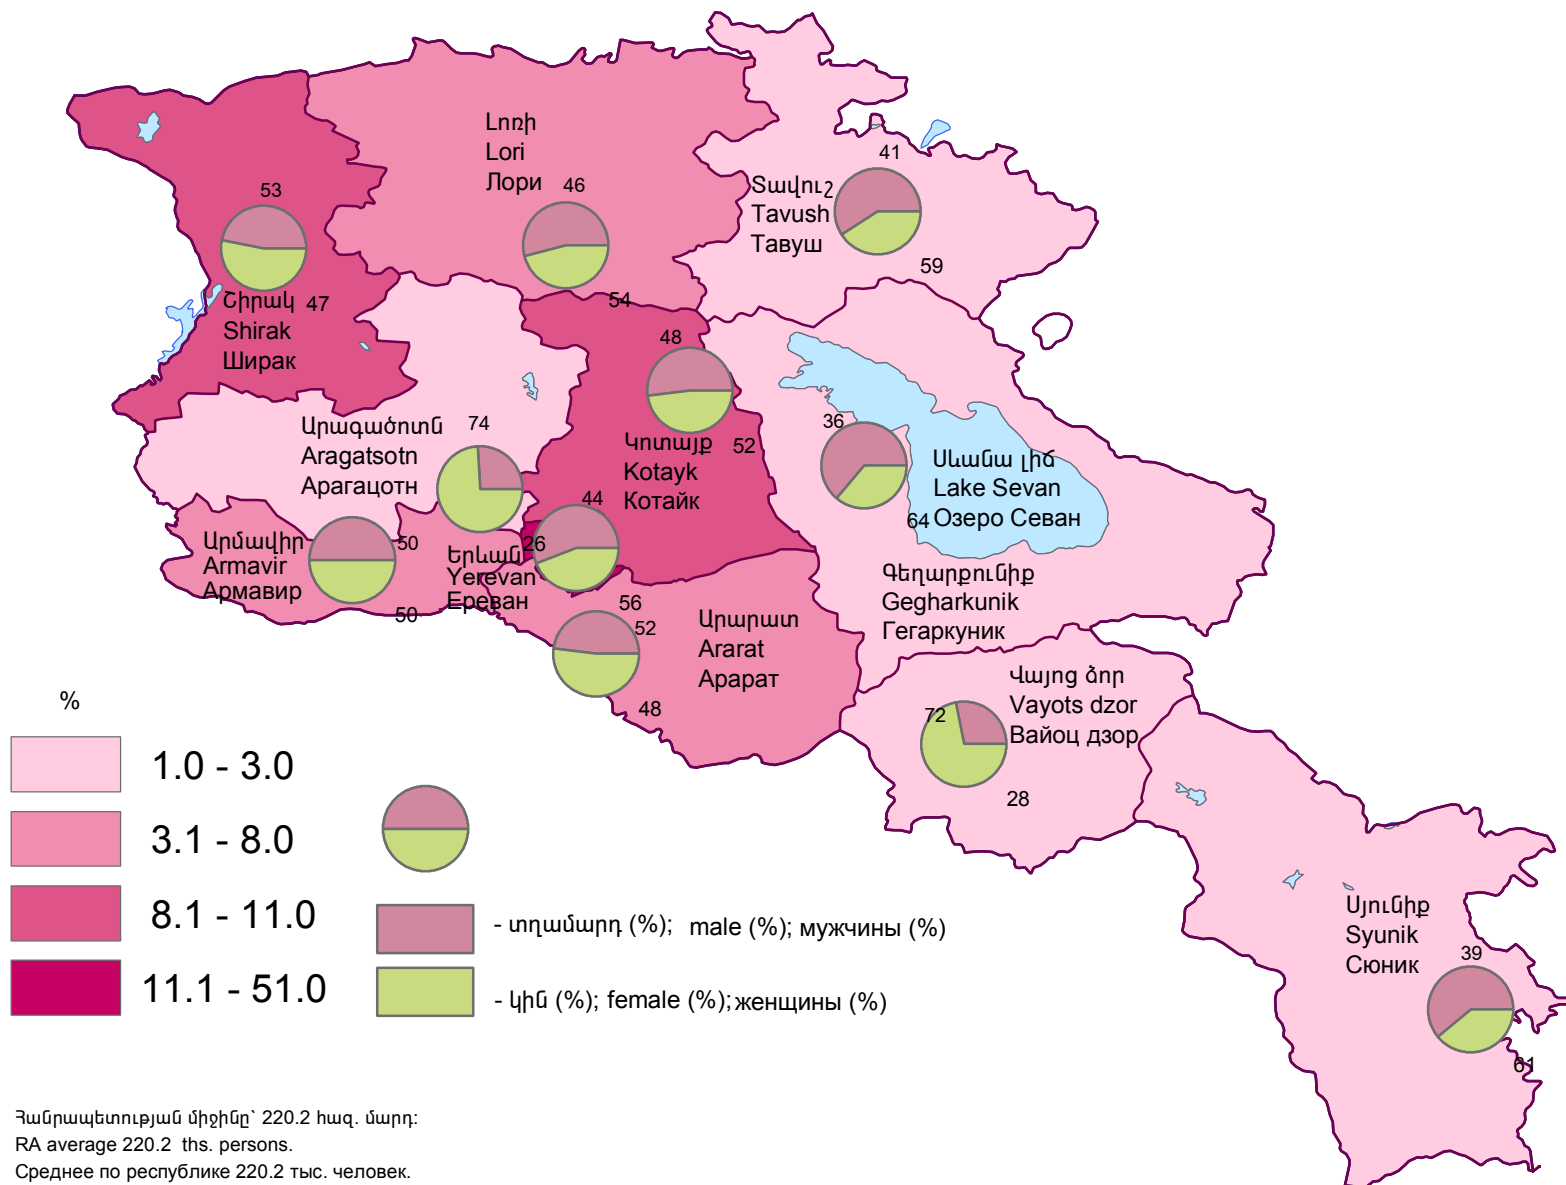 41
Լոռի
Lori
Лори
46
Տավուշ
Tavush
Тавуш
53
59
Շիրակ
Shirak
Ширак
47
54
48
Արագածոտն
Aragatsotn
Арагацотн
74
Կոտայք
Kotayk
Котайк
52
36
Սևանա լիճ
Lake Sevan
Озеро Севан
64
44
Արմավիր
Armavir
Армавир
50
50
Երևան
Yerevan
Ереван
26
56
52
Արարատ
Ararat
Арарат
48
Գեղարքունիք
Gegharkunik
Гегаркуник
Վայոց ձոր
Vayots dzor
Вайоц дзор
72
28
%
1.0 - 3.0
3.1 - 8.0
8.1 - 11.0
11.1 - 51.0
- տղամարդ (%); male (%); мужчины (%)
- կին (%); female (%); женщины (%)
Սյունիք
Syunik
Сюник
39
61
Հանրապետության միջինը՝ 220.2 հազ. մարդ:
RA average 220.2 ths. persons.
Среднее по республике 220.2 тыс. человек.